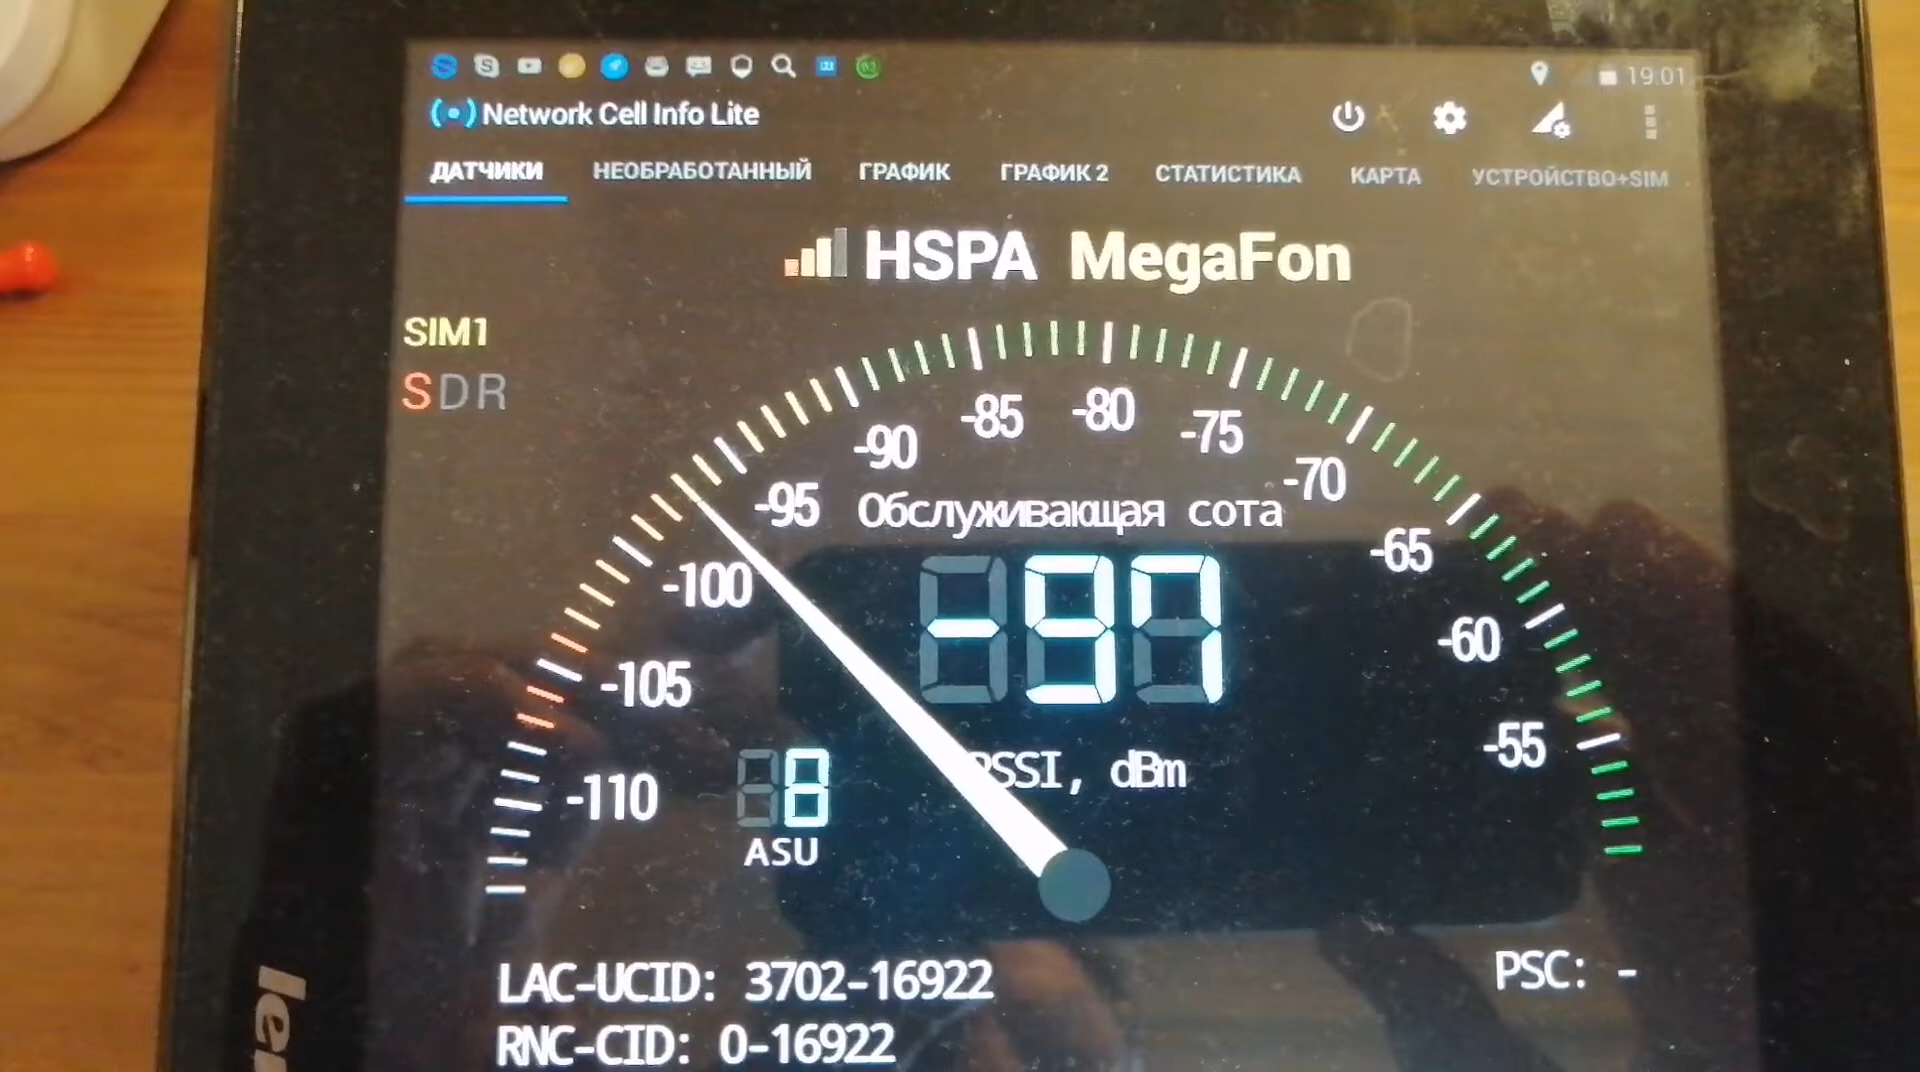 19:01
Network Cell Info Lite
ДАТЧИКИ НЕОБРАБОТАННЫЙ ГРАФИК ГРАФИК 2 СТАТИСТИКА КАРТА УСТРОЙСТВО+SIM
HSPA MegaFon
SIM1
SDR
-110 -105 -100 -95 -90 -85 -80 -75 -70 -65 -60 -55
Обслуживающая сота
-97
RSSI, dBm
8
ASU
LAC-UCID: 3702-16922
PSC: -
RNC-CID: 0-16922